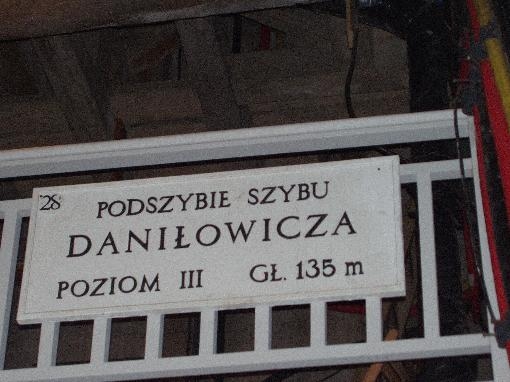 28
PODSZYBIE SZYBU
DANIŁOWICZA
POZIOM III GŁ. 135 m